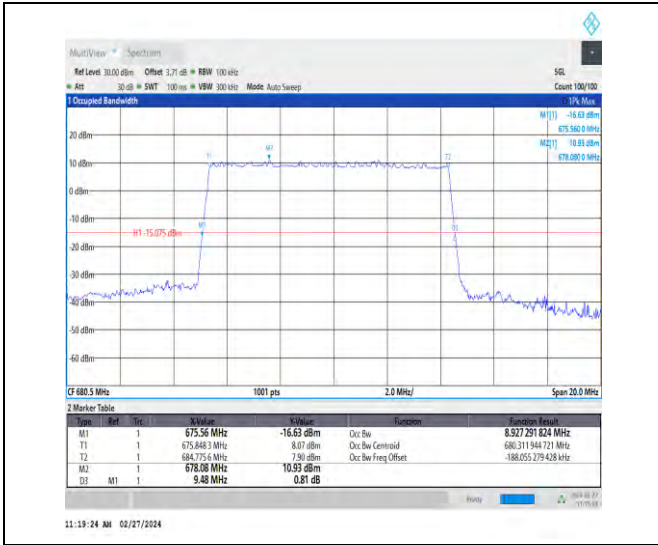 MultiView Spectrum
Ref Level 30.00 dBm Offset 3.71 dB RBW 100 kHz SGL
Att 30 dB SWT 100 ms VBW 300 kHz Mode Auto Sweep Count 100/100
1 Occupied Bandwidth 1Pk Max
M1[1] -16.63 dBm
675.560 0 MHz
M2[1] 10.93 dBm
678.080 0 MHz
20 dBm
T1 M2 T2
10 dBm
0 dBm
-10 dBm
M1 D3
H1 -15.075 dBm
-20 dBm
-30 dBm
-40 dBm
-50 dBm
-60 dBm
CF 680.5 MHz 1001 pts 2.0 MHz/ Span 20.0 MHz
2 Marker Table
Type Ref Trc X-Value Y-Value Function Function Result
M1 1 675.56 MHz -16.63 dBm Occ Bw 8.927 291 824 MHz
T1 1 675.848 3 MHz 8.07 dBm Occ Bw Centroid 680.311 944 721 MHz
T2 1 684.775 6 MHz 7.90 dBm Occ Bw Freq Offset -188.055 279 428 kHz
M2 1 678.08 MHz 10.93 dBm
D3 M1 1 9.48 MHz 0.81 dB
Ready
11:19:24 AM 02/27/2024